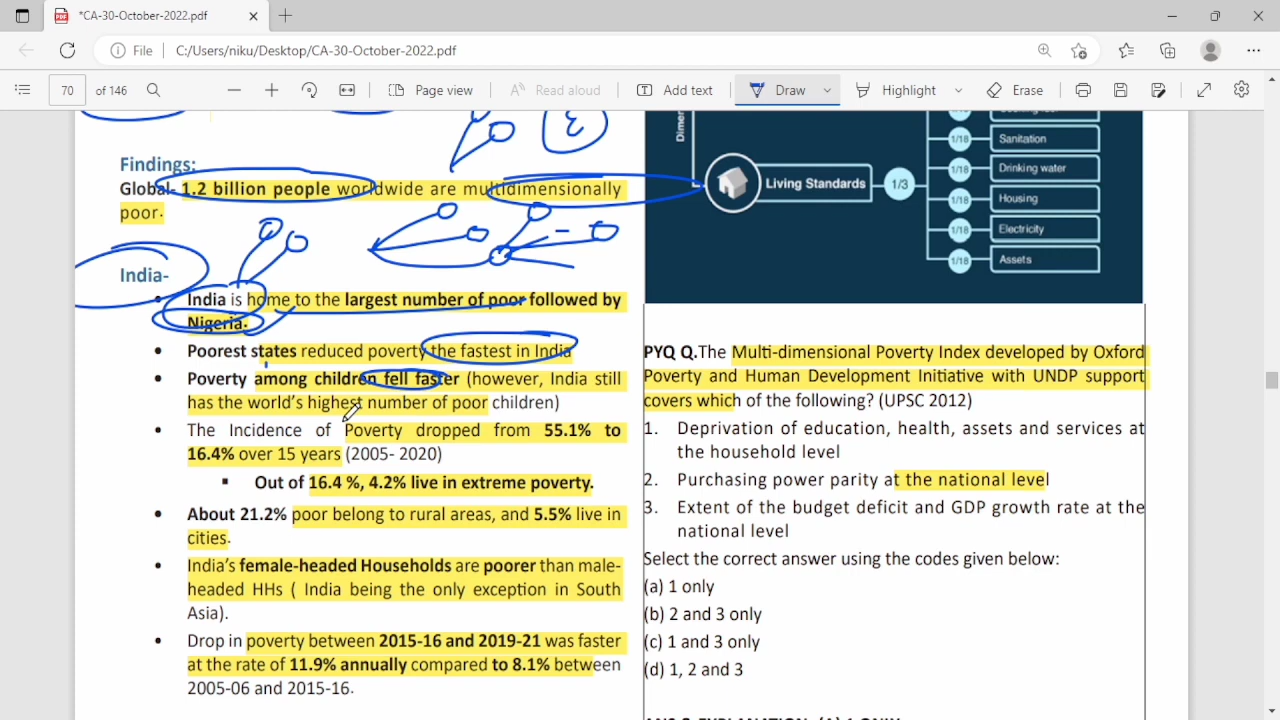 *CA-30-October-2022.pdf
File
C:/Users/niku/Desktop/CA-30-October-2022.pdf
70 of 146
Page view
Read aloud
Add text
Draw
Highlight
Erase
Findings:
Global- 1.2 billion people worldwide are multidimensionally
poor.
India-
• India is home to the largest number of poor followed by
Nigeria.
• Poorest states reduced poverty the fastest in India
• Poverty among children fell faster (however, India still
has the world's highest number of poor children)
• The Incidence of Poverty dropped from 55.1% to
16.4% over 15 years (2005- 2020)
▪ Out of 16.4 %, 4.2% live in extreme poverty.
• About 21.2% poor belong to rural areas, and 5.5% live in
cities.
• India's female-headed Households are poorer than male-
headed HHs ( India being the only exception in South
Asia).
• Drop in poverty between 2015-16 and 2019-21 was faster
at the rate of 11.9% annually compared to 8.1% between
2005-06 and 2015-16.
Dimen
Living Standards
1/3
1/18 Sanitation
1/18 Drinking water
1/18 Housing
1/18 Electricity
1/18 Assets
PYQ Q.The Multi-dimensional Poverty Index developed by Oxford
Poverty and Human Development Initiative with UNDP support
covers which of the following? (UPSC 2012)
1. Deprivation of education, health, assets and services at
the household level
2. Purchasing power parity at the national level
3. Extent of the budget deficit and GDP growth rate at the
national level
Select the correct answer using the codes given below:
(a) 1 only
(b) 2 and 3 only
(c) 1 and 3 only
(d) 1, 2 and 3